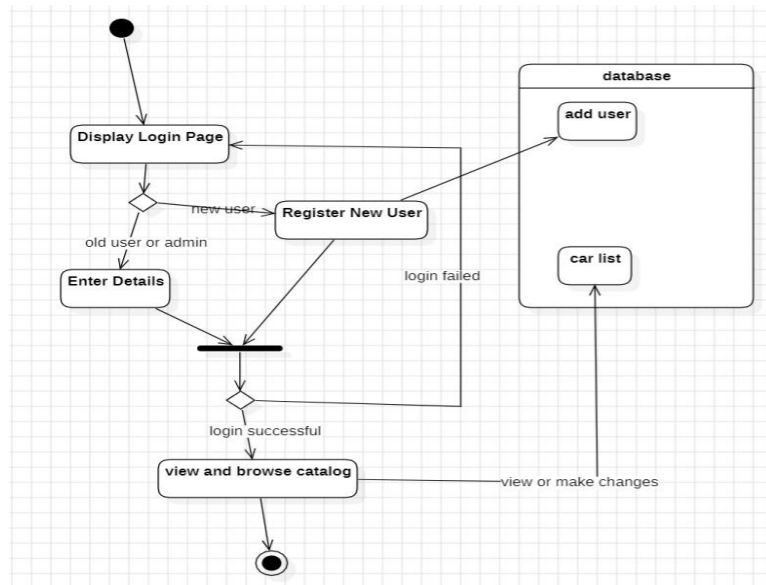 database
add user
Display Login Page
new user
Register New User
old user or admin
car list
Enter Details
login failed
login successful
view and browse catalog
view or make changes